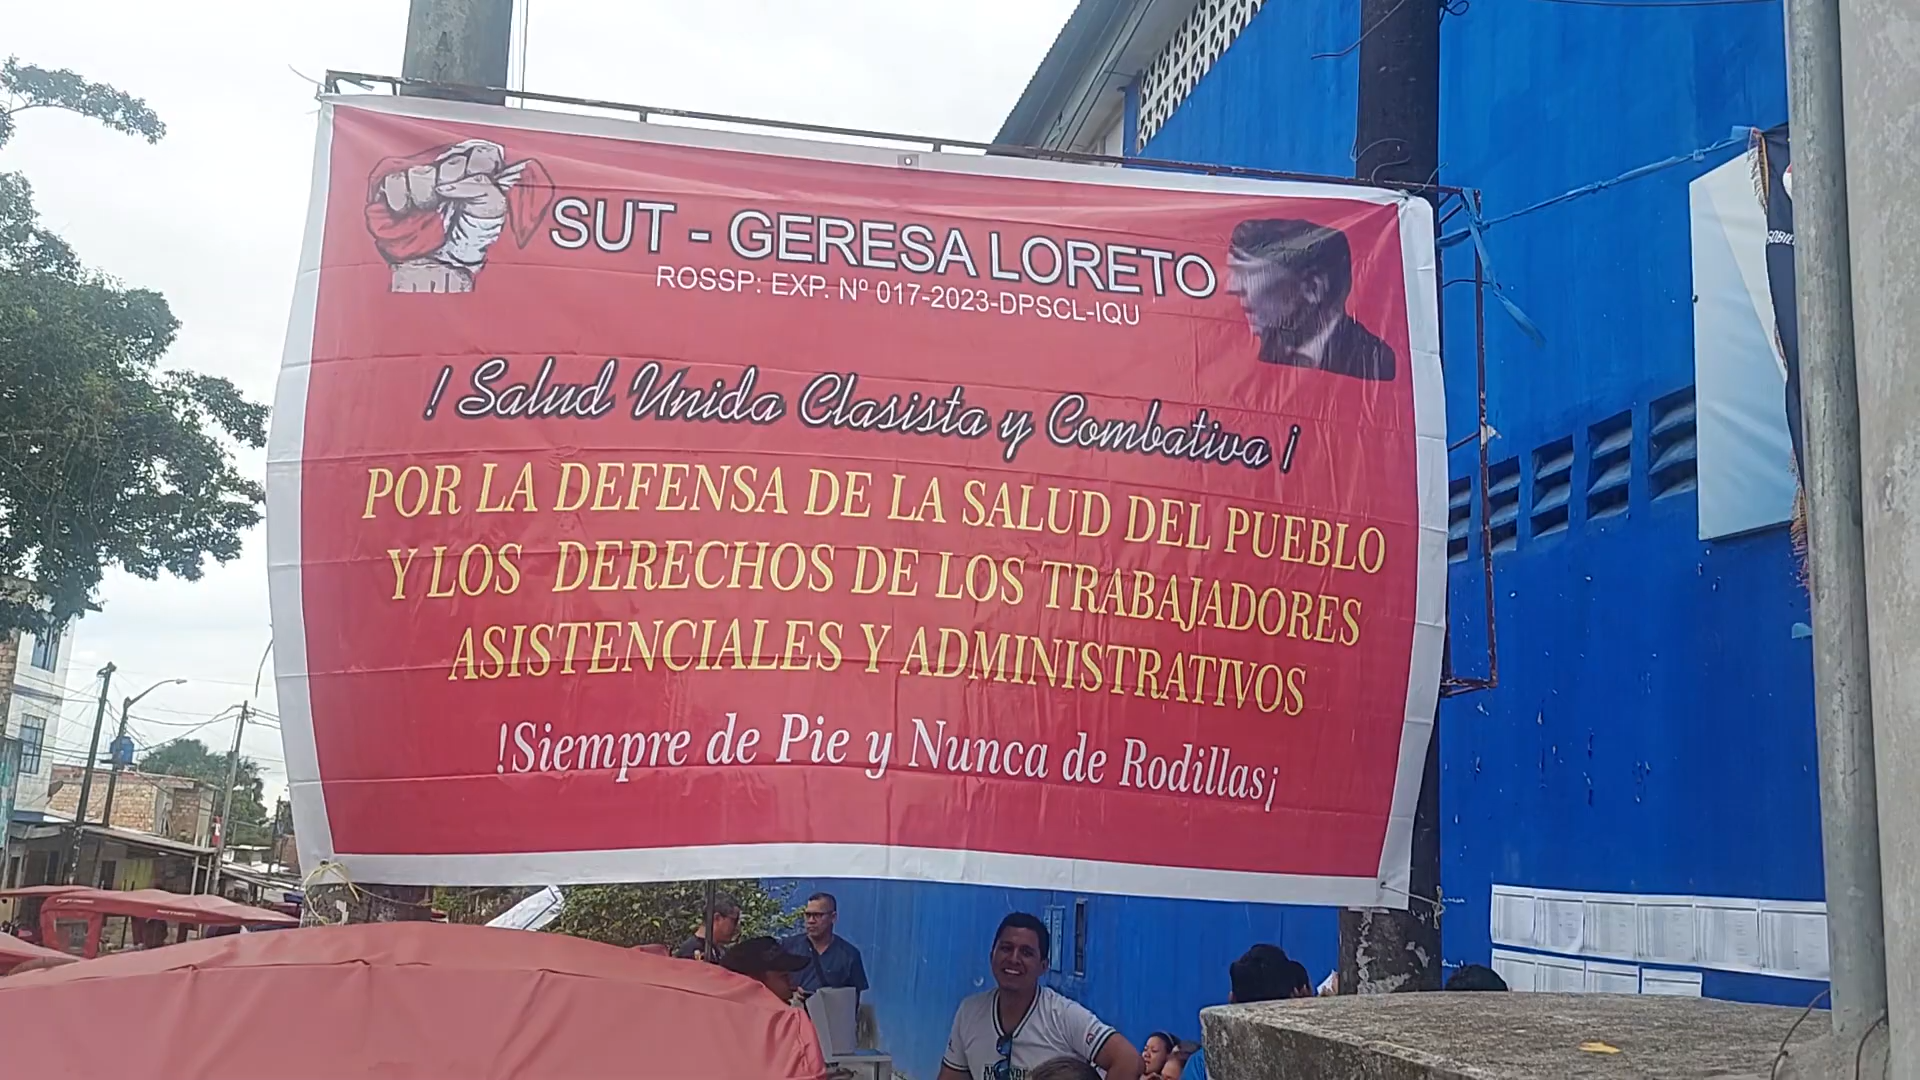 SUT - GERESA LORETO
ROSSP: EXP. Nº 017-2023-DPSCL-IQU
! Salud Unida Clasista y Combativa ¡
POR LA DEFENSA DE LA SALUD DEL PUEBLO
Y LOS DERECHOS DE LOS TRABAJADORES
ASISTENCIALES Y ADMINISTRATIVOS
!Siempre de Pie y Nunca de Rodillas¡